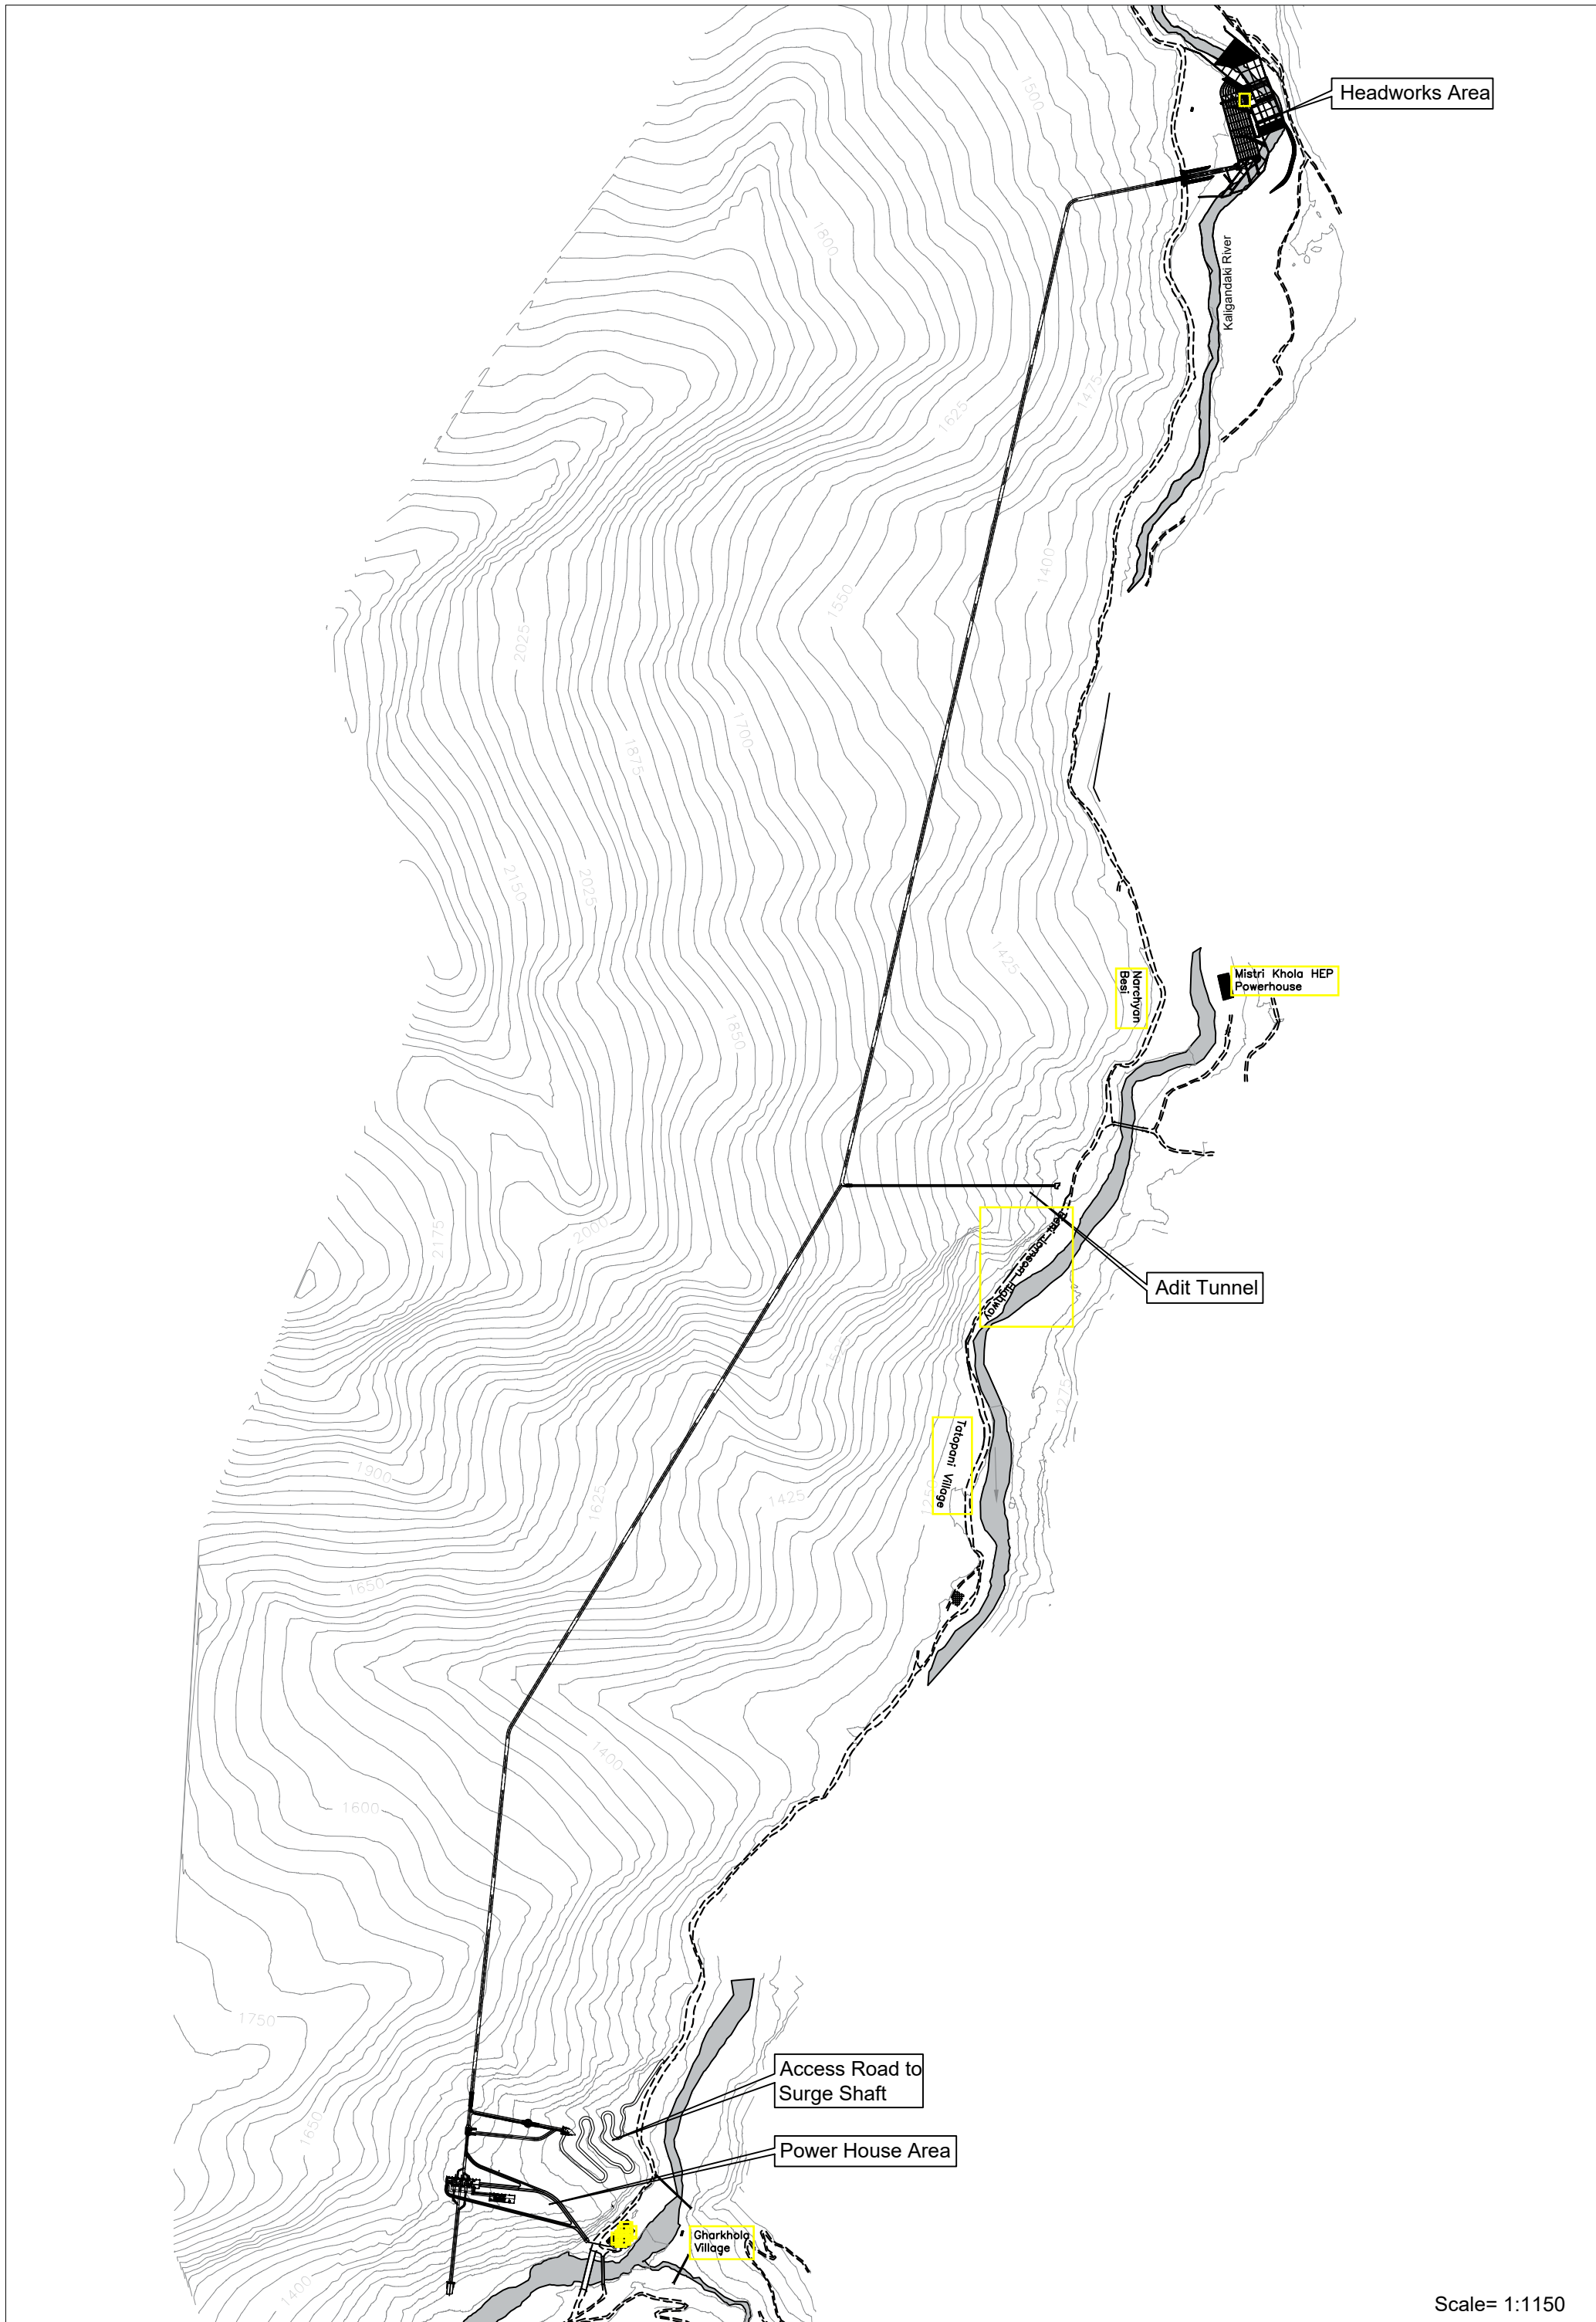 1500
Headworks Area
1800
Kaligandaki River
1475
1625
1400
1550
2025
1700
1875
2150
2025
1425
Narchyan
Besi
Mistri Khola HEP
Powerhouse
1850
2175
2000
Adit Tunnel
Highway
1275
1900
Tatopani Village
1625
1425
1250
1650
1400
1600
1750
Access Road to
Surge Shaft
1650
Power House Area
Gharkhola
Village
1400
Scale= 1:1150